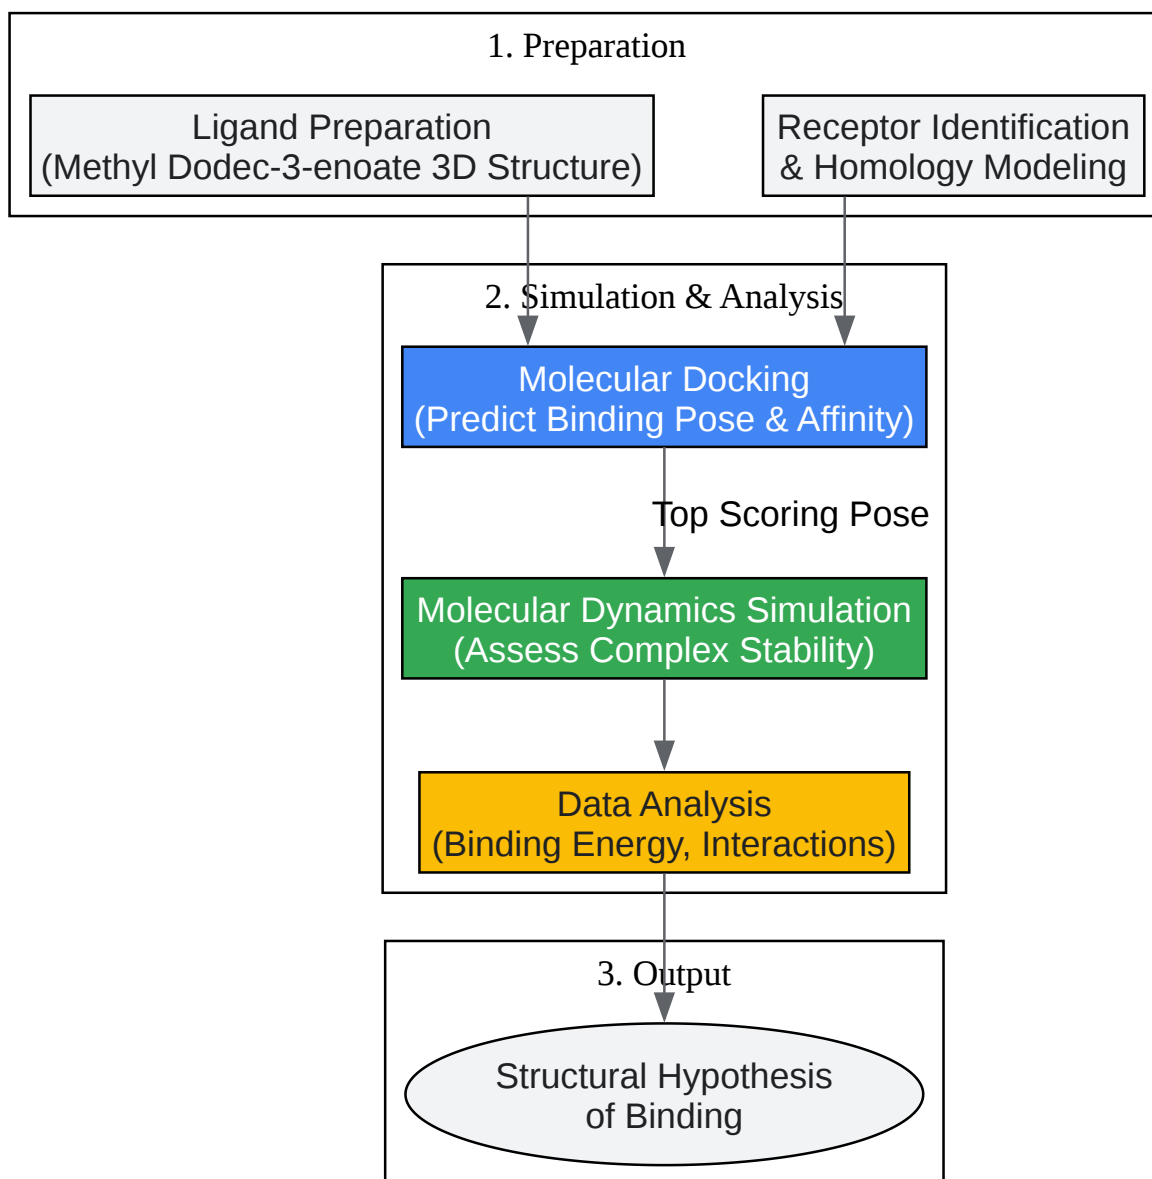 1. Preparation
Ligand Preparation
(Methyl Dodec-3-enoate 3D Structure)
Receptor Identification
& Homology Modeling
2. Simulation & Analysis
Molecular Docking
(Predict Binding Pose & Affinity)
Top Scoring Pose
Molecular Dynamics Simulation
(Assess Complex Stability)
Data Analysis
(Binding Energy, Interactions)
3. Output
Structural Hypothesis
of Binding